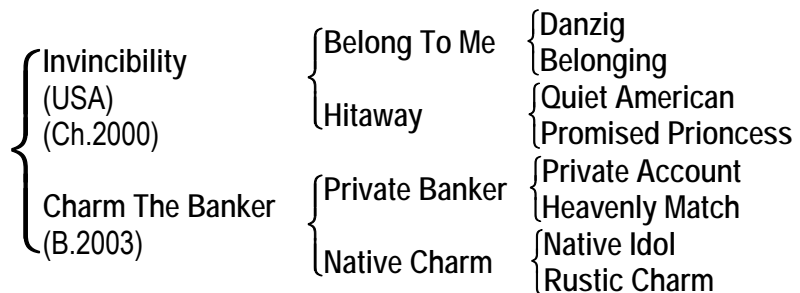 Invincibility
(USA)
(Ch.2000)
Charm The Banker
(B.2003)
Belong To Me
Hitaway
Private Banker
Native Charm
Danzig
Belonging
Quiet American
Promised Prioncess
Private Account
Heavenly Match
Native Idol
Rustic Charm